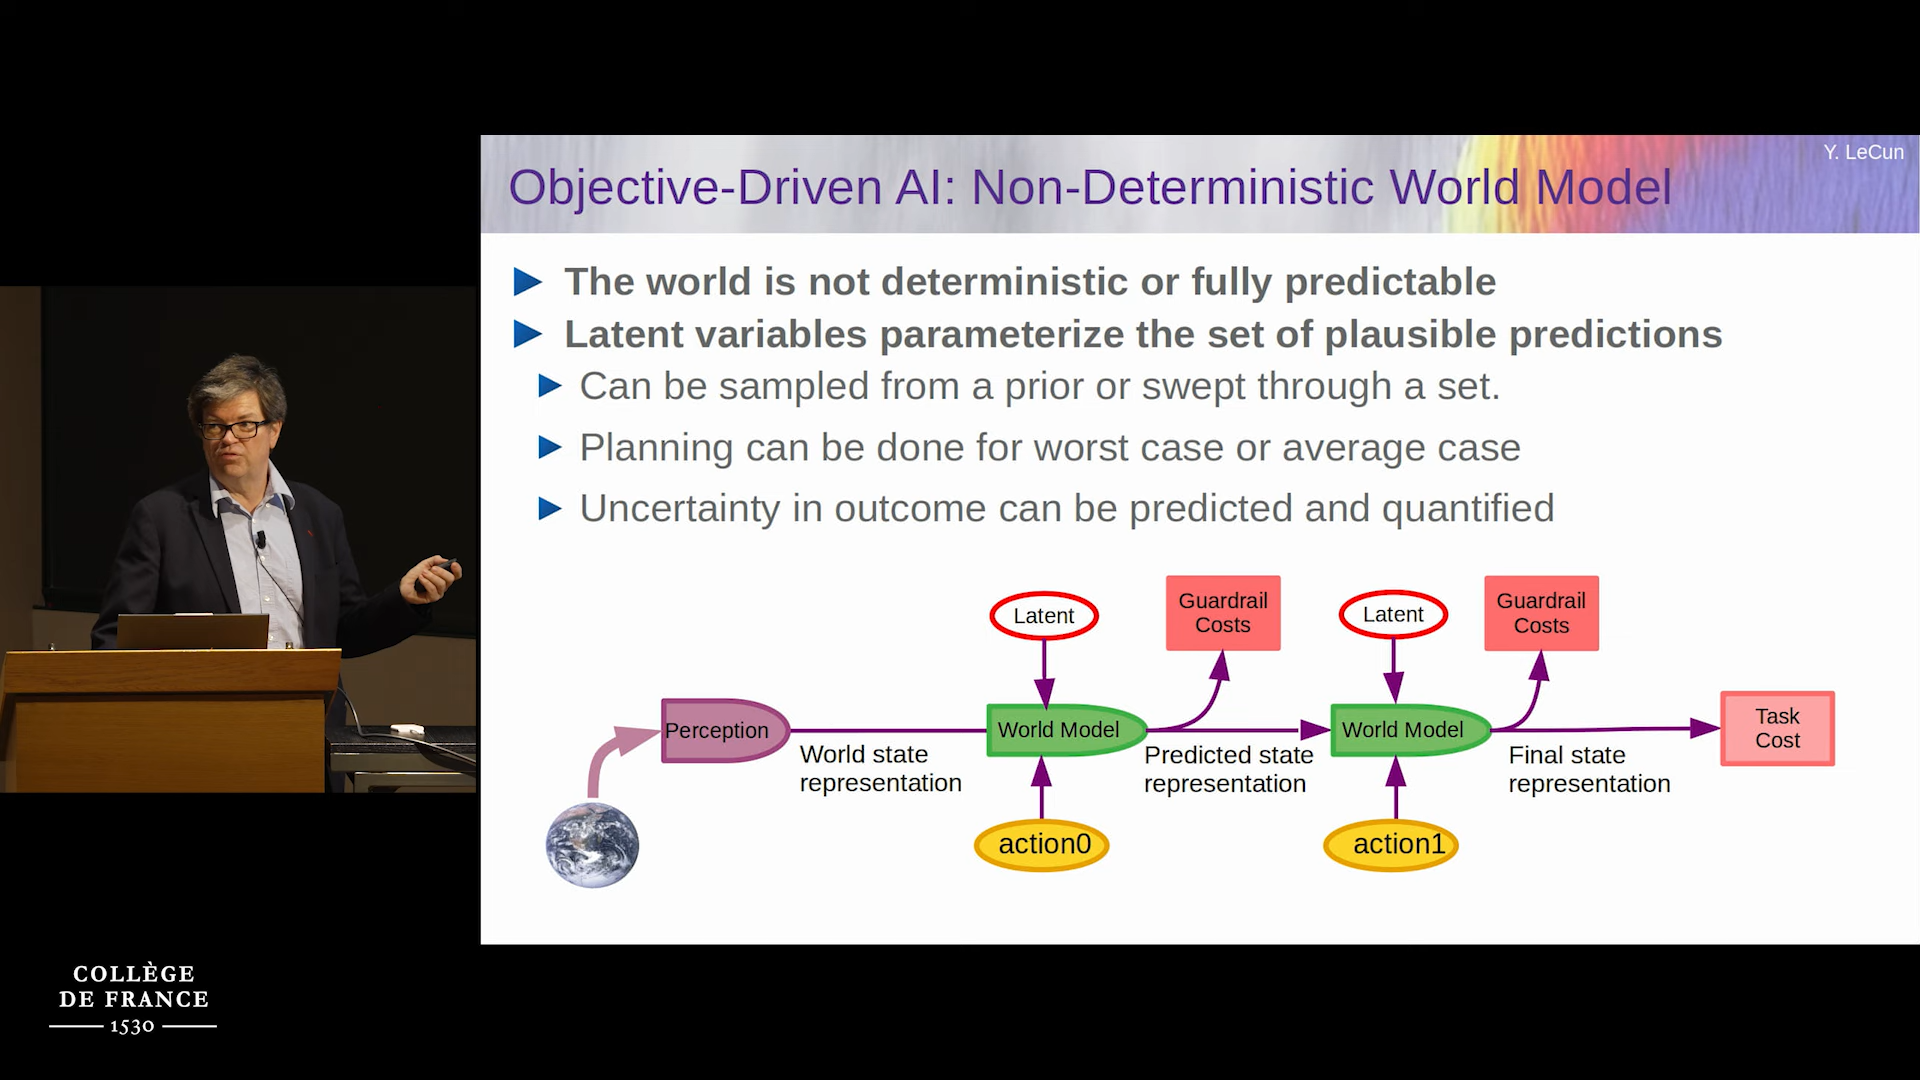 Y. LeCun
Objective-Driven AI: Non-Deterministic World Model
The world is not deterministic or fully predictable
Latent variables parameterize the set of plausible predictions
Can be sampled from a prior or swept through a set.
Planning can be done for worst case or average case
Uncertainty in outcome can be predicted and quantified
Latent
Guardrail
Costs
Latent
Guardrail
Costs
Perception
World Model
World Model
Task
Cost
World state
representation
Predicted state
representation
Final state
representation
action0
action1
COLLÈGE
DE FRANCE
1530